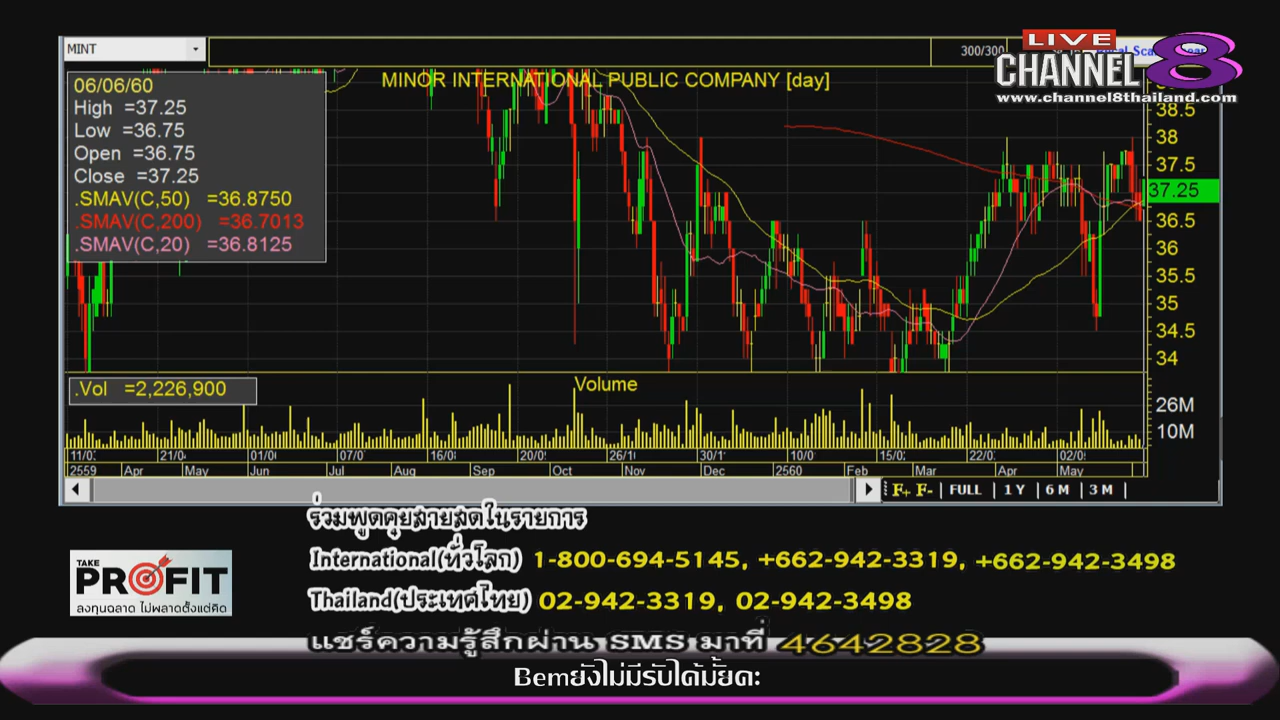 MINT
300/300
LIVE
CHANNEL 8
www.channel8thailand.com
MINOR INTERNATIONAL PUBLIC COMPANY [day]
06/06/60
High =37.25
Low =36.75
Open =36.75
Close =37.25
.SMAV(C,50) =36.8750
.SMAV(C,200) =36.7013
.SMAV(C,20) =36.8125
38.5
38
37.5
37.25
36.5
36
35.5
35
34.5
34
.Vol =2,226,900
Volume
26M
10M
2559 Apr May Jun Jul Aug Sep Oct Nov Dec 2560 Feb Mar Apr May
F+ F- FULL 1 Y 6 M 3 M
ร่วมพูดคุยสายสดในรายการ
International(ทั่วโลก) 1-800-694-5145, +662-942-3319, +662-942-3498
TAKE PROFIT
ลงทุนฉลาด ไม่พลาดตั้งแต่คิด
Thailand(ประเทศไทย) 02-942-3319, 02-942-3498
แชร์ความรู้สึกผ่าน SMS มาที่ 4642828
Bemยังไม่มีรับได้มั้ยคะ